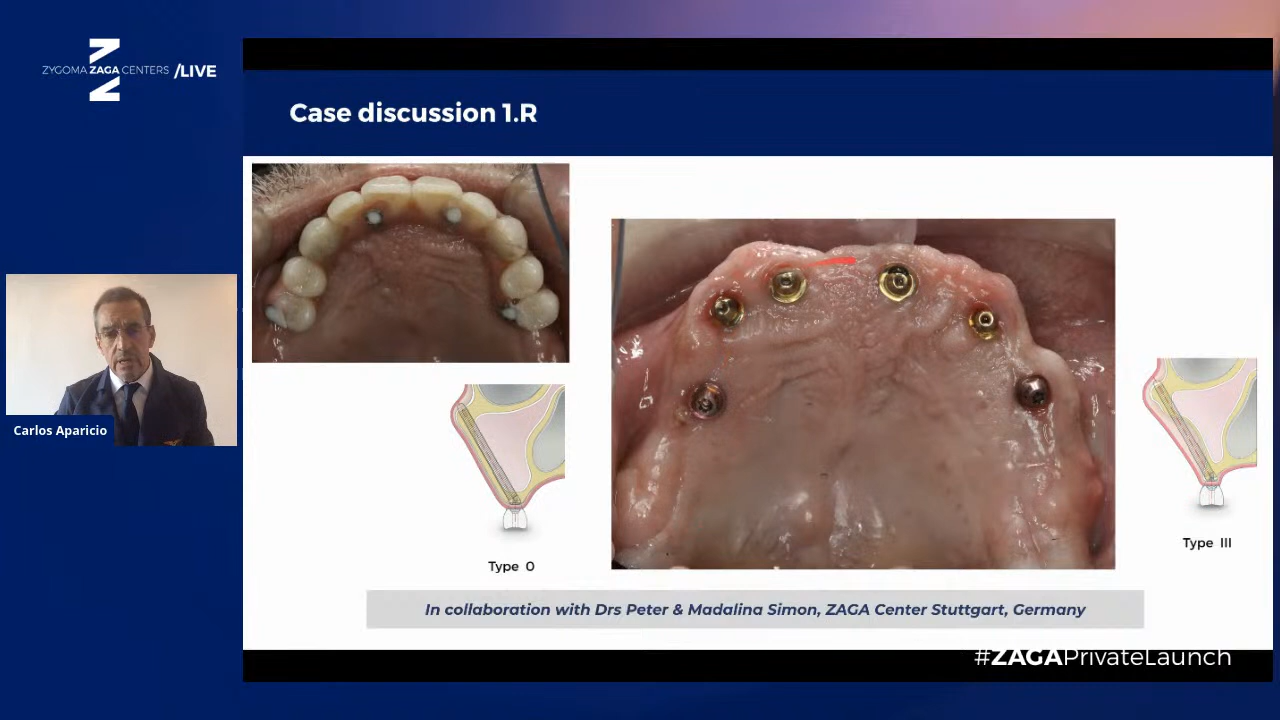 ZYGOMA ZAGA CENTERS /LIVE
Case discussion 1.R
Carlos Aparicio
Type 0
Type III
In collaboration with Drs Peter & Madalina Simon, ZAGA Center Stuttgart, Germany
#ZAGAPrivateLaunch